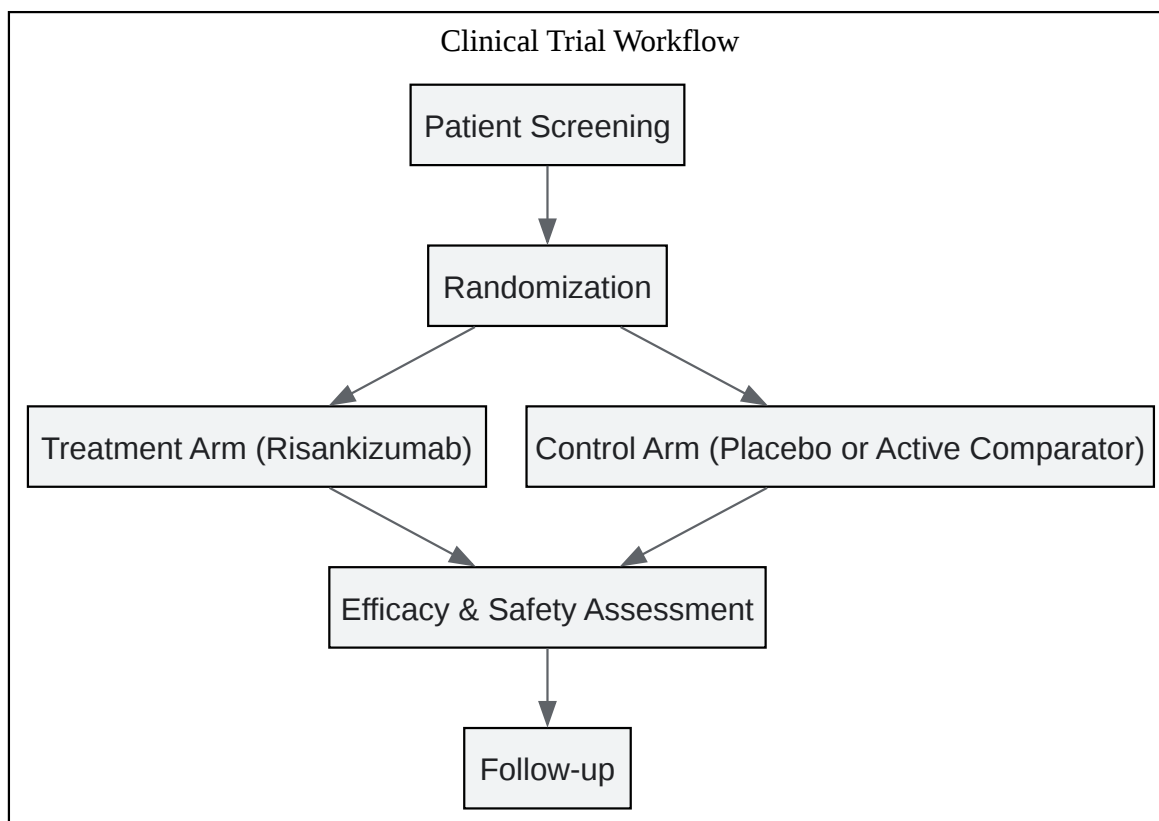 Clinical Trial Workflow
Patient Screening
Randomization
Treatment Arm (Risankizumab)
Control Arm (Placebo or Active Comparator)
Efficacy & Safety Assessment
Follow-up